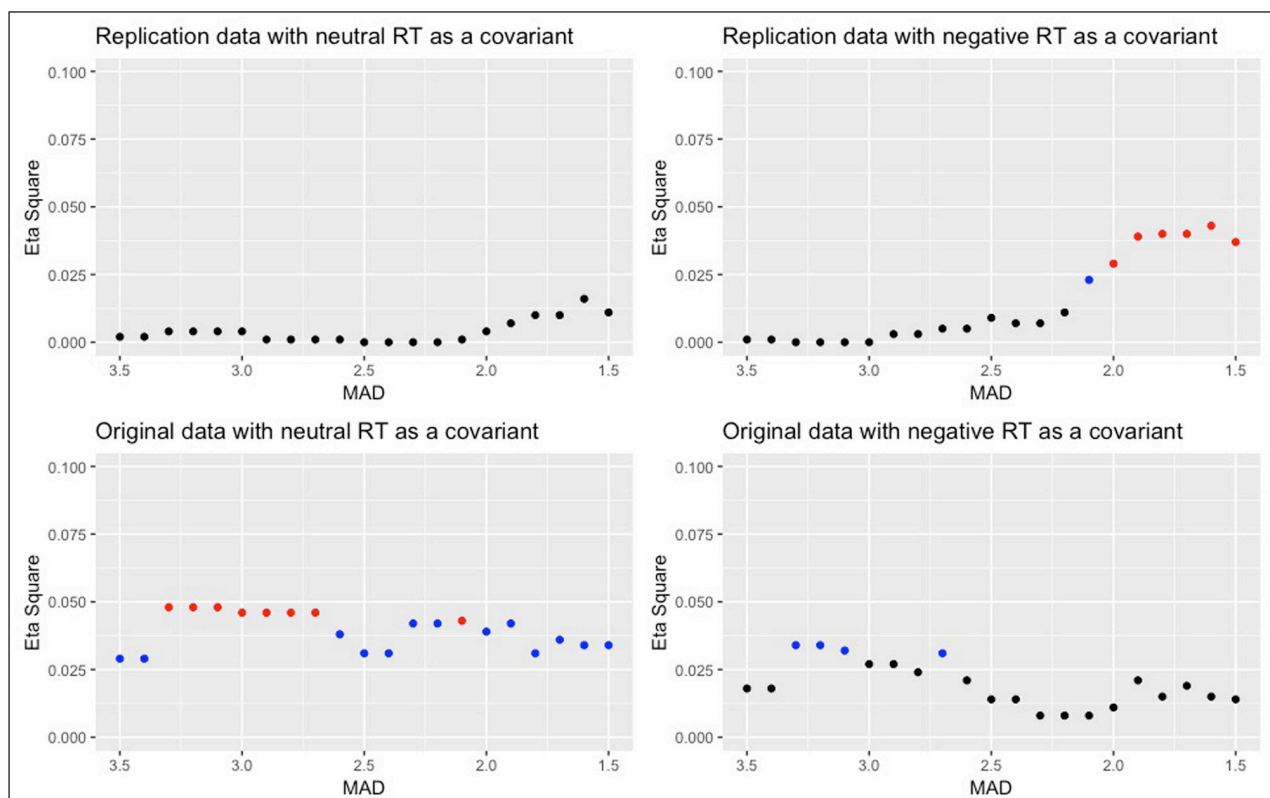 Replication data with neutral RT as a covariant
Eta Square
0.100
0.075
0.050
0.025
0.000
3.5 3.0 2.5 2.0 1.5
MAD
Replication data with negative RT as a covariant
Eta Square
0.100
0.075
0.050
0.025
0.000
3.5 3.0 2.5 2.0 1.5
MAD
Original data with neutral RT as a covariant
Eta Square
0.100
0.075
0.050
0.025
0.000
3.5 3.0 2.5 2.0 1.5
MAD
Original data with negative RT as a covariant
Eta Square
0.100
0.075
0.050
0.025
0.000
3.5 3.0 2.5 2.0 1.5
MAD